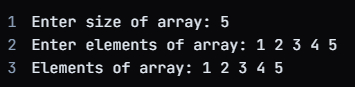 1 Enter size of array: 5
2 Enter elements of array: 1 2 3 4 5
3 Elements of array: 1 2 3 4 5